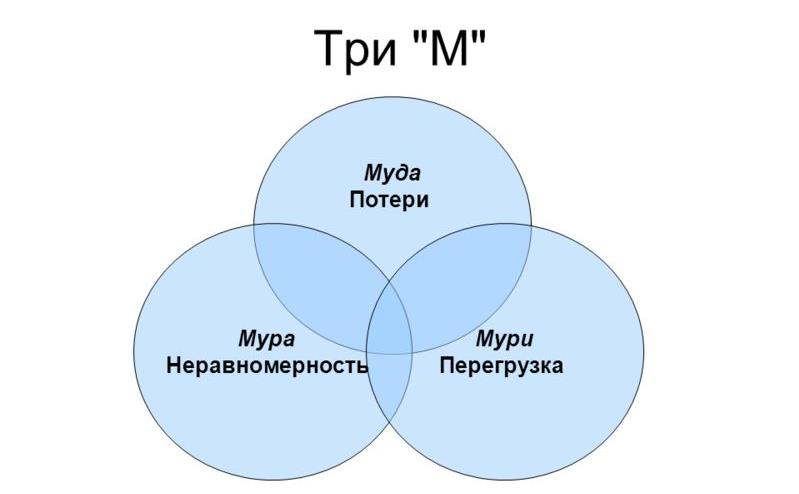 Три "М"
Муда
Потери
Мура
Неравномерность
Мури
Перегрузка